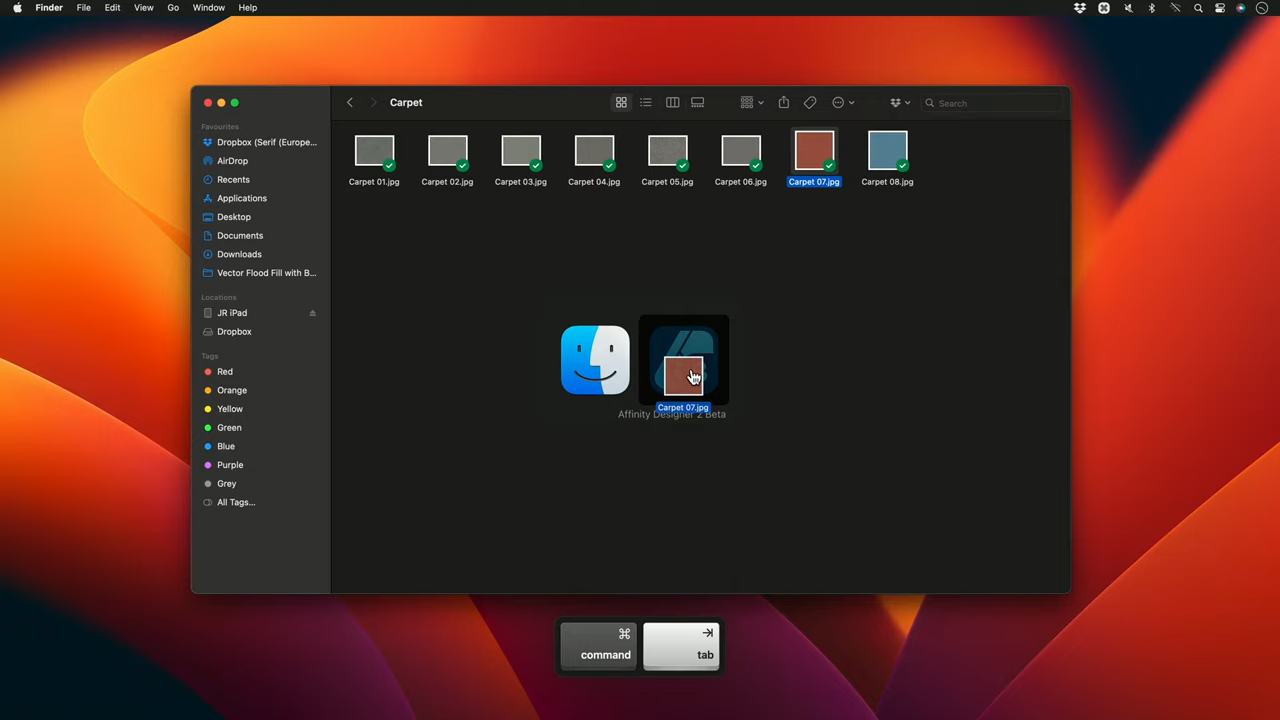 Finder File Edit View Go Window Help
Carpet
Search
Favourites
Dropbox (Serif (Europe...
AirDrop
Recents
Applications
Desktop
Documents
Downloads
Vector Flood Fill with B...
Locations
JR iPad
Dropbox
Tags
Red
Orange
Yellow
Green
Blue
Purple
Grey
All Tags...
Carpet 01.jpg Carpet 02.jpg Carpet 03.jpg Carpet 04.jpg Carpet 05.jpg Carpet 06.jpg Carpet 07.jpg Carpet 08.jpg
Carpet 07.jpg
Affinity Designer 2 Beta
⌘ ⇥
command tab